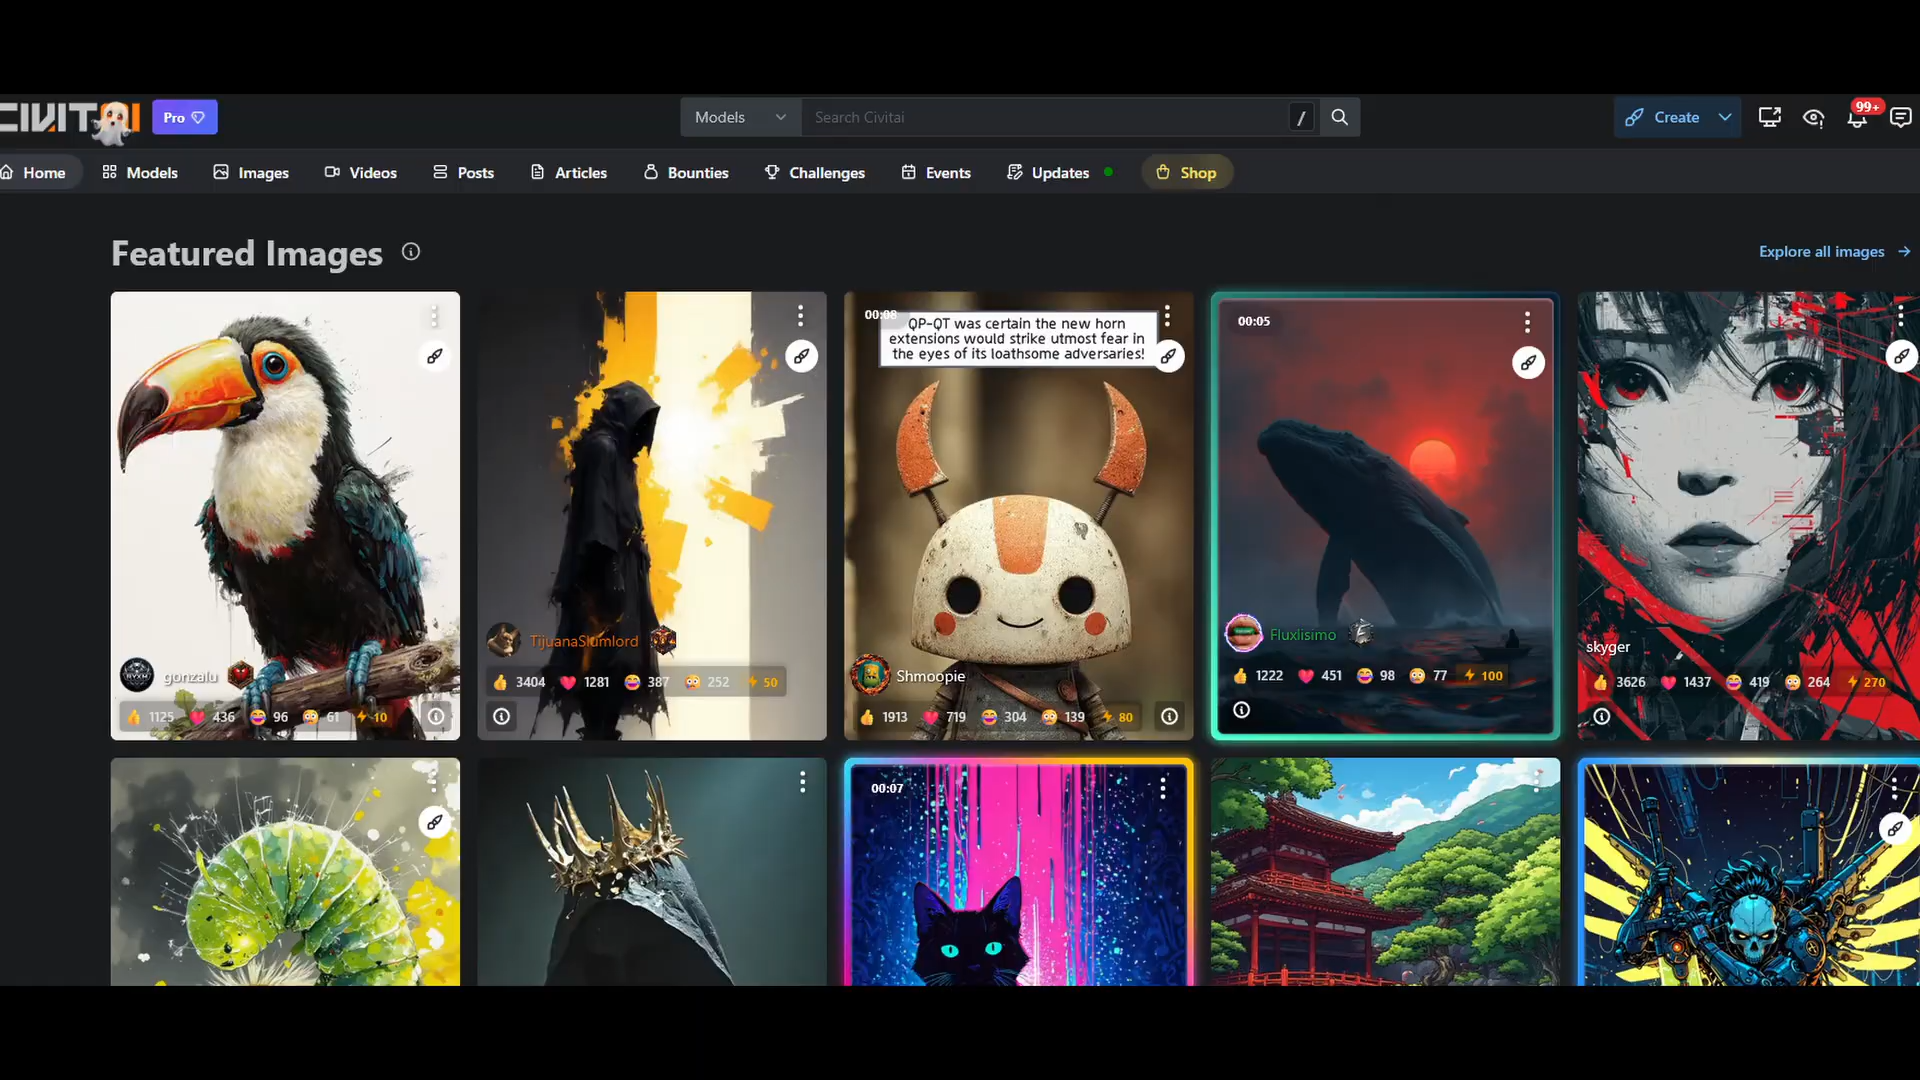 CIVITAI
Pro
Models
Search Civitai
/
Create
99+
Home
Models
Images
Videos
Posts
Articles
Bounties
Challenges
Events
Updates
Shop
Featured Images
Explore all images
gonzalu
1125 436 96 61 10
TijuanaSlumlord
3404 1281 387 252 50
00:08
QP-QT was certain the new horn
extensions would strike utmost fear in
the eyes of its loathsome adversaries!
Shmoopie
1913 719 304 139 80
00:05
Fluxlisimo
1222 451 98 77 100
skyger
3626 1437 419 264 270
00:07